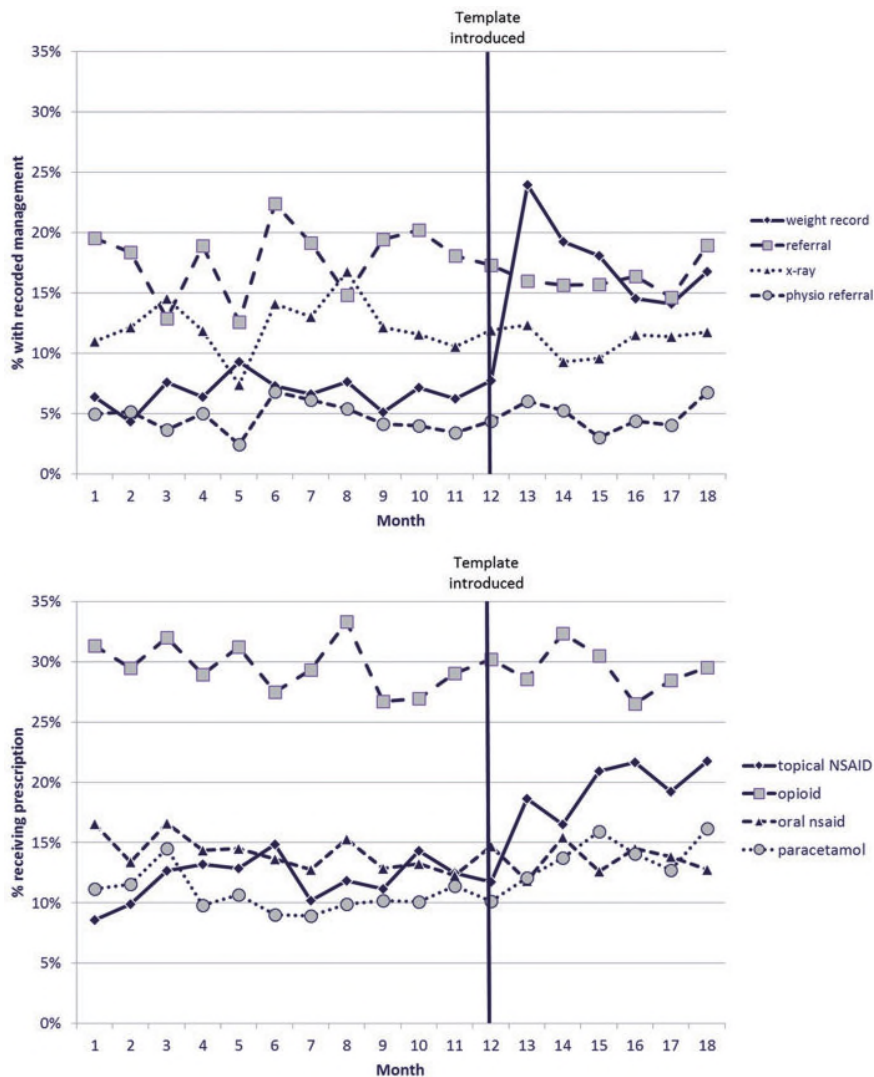 Template
introduced
35%
30%
25%
20%
15%
10%
5%
0%
% with recorded management
1 2 3 4 5 6 7 8 9 10 11 12 13 14 15 16 17 18
Month
weight record
referral
x-ray
physio referral
Template
introduced
35%
30%
25%
20%
15%
10%
5%
0%
% receiving prescription
1 2 3 4 5 6 7 8 9 10 11 12 13 14 15 16 17 18
Month
topical NSAID
opioid
oral nsaid
paracetamol